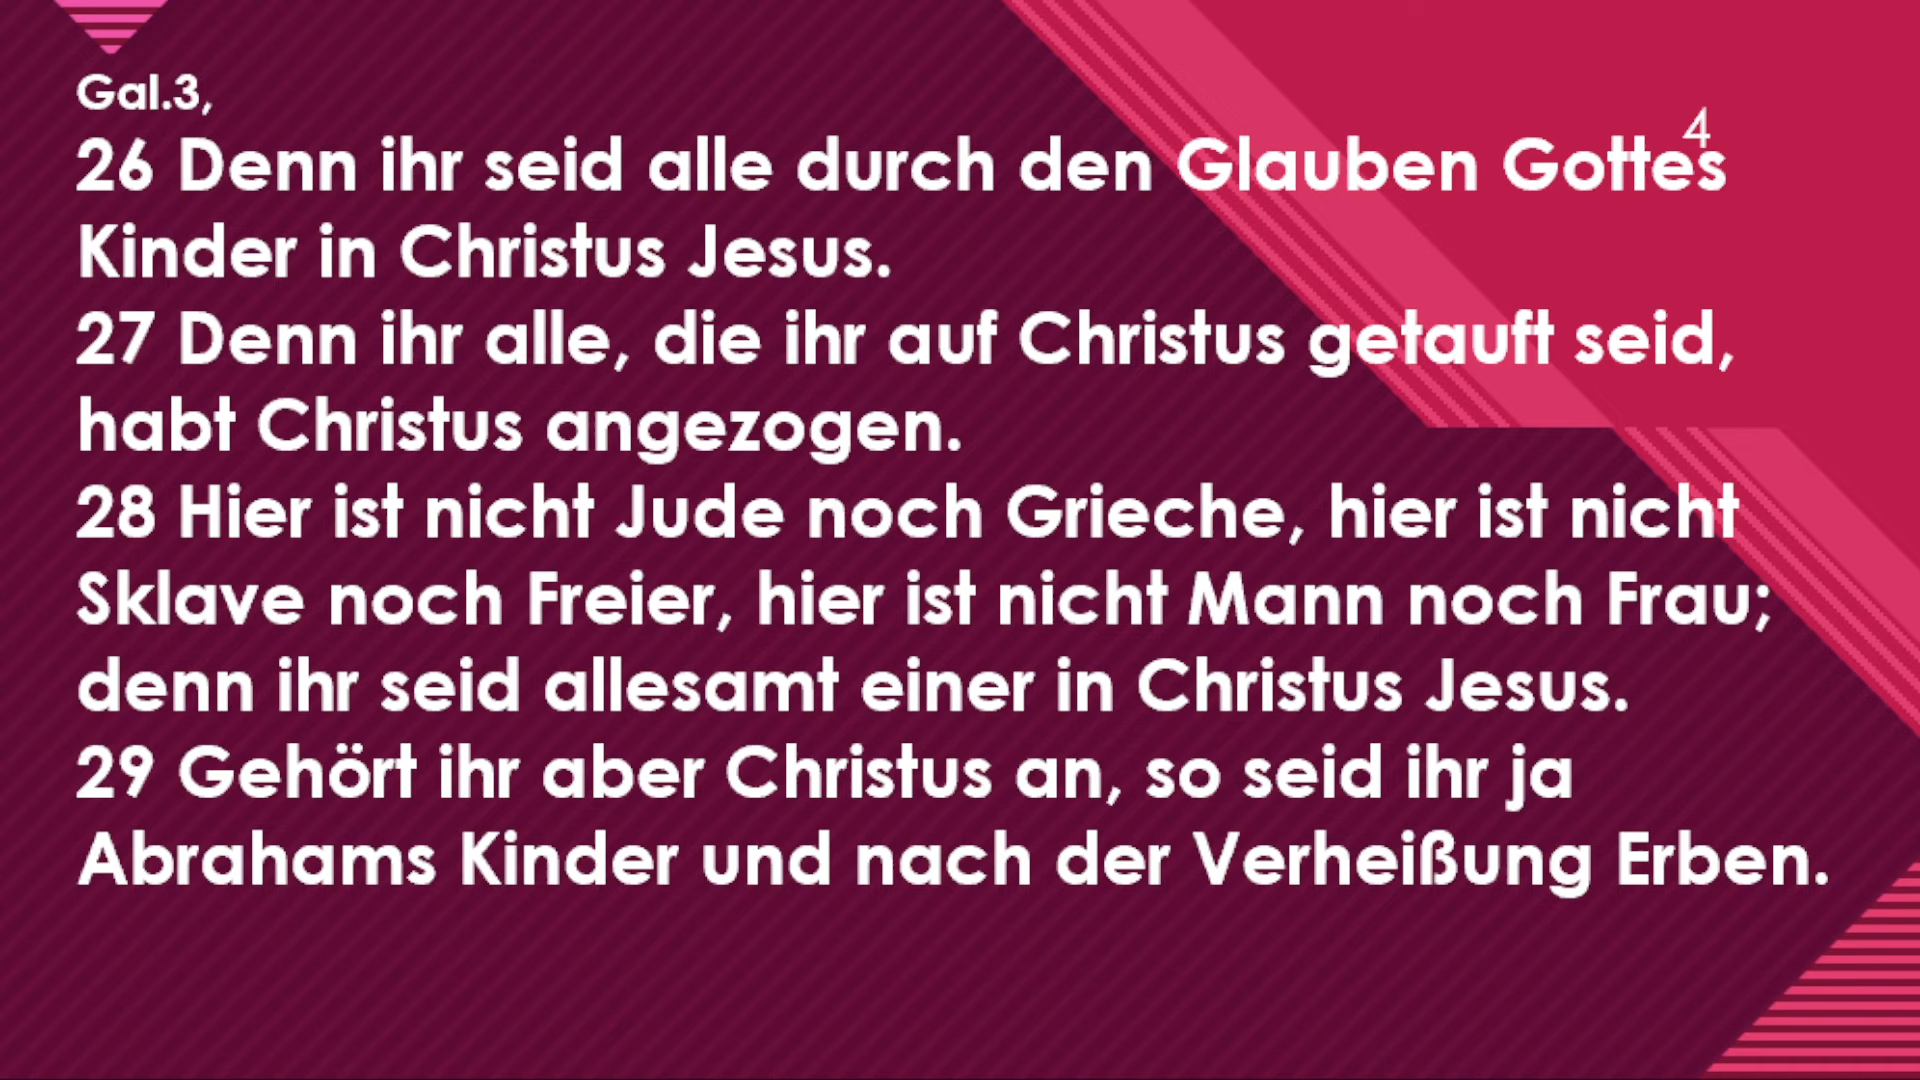 Gal.3,
4
26 Denn ihr seid alle durch den Glauben Gottes
Kinder in Christus Jesus.
27 Denn ihr alle, die ihr auf Christus getauft seid,
habt Christus angezogen.
28 Hier ist nicht Jude noch Grieche, hier ist nicht
Sklave noch Freier, hier ist nicht Mann noch Frau;
denn ihr seid allesamt einer in Christus Jesus.
29 Gehört ihr aber Christus an, so seid ihr ja
Abrahams Kinder und nach der Verheißung Erben.